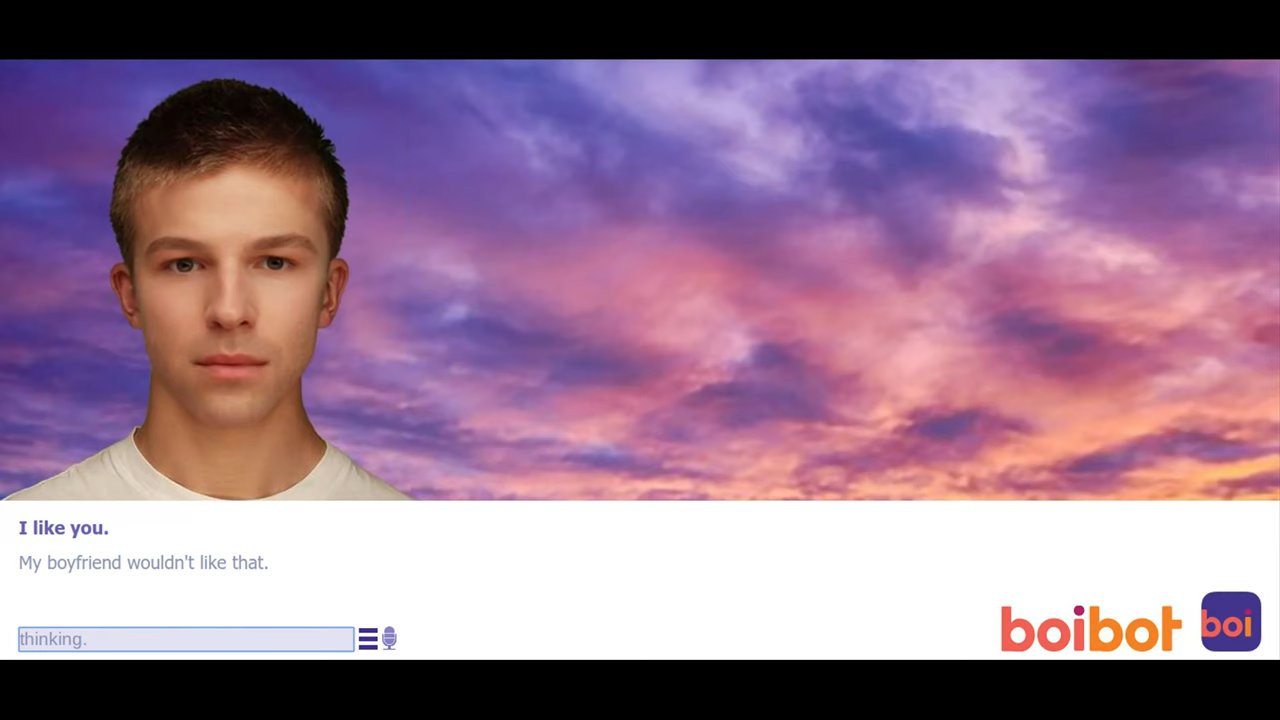 I like you.
My boyfriend wouldn't like that.
thinking.
boibot
boi